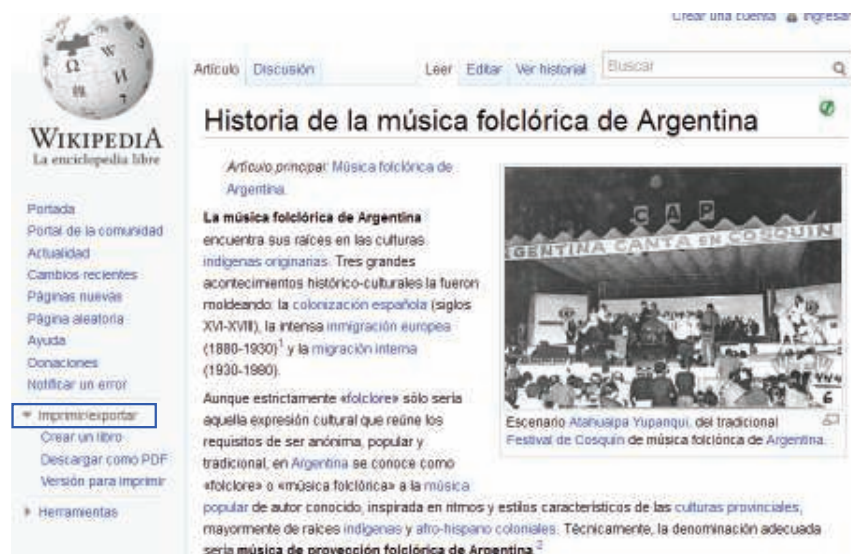 Crear una cuenta Ingresar
Artículo Discusión Leer Editar Ver historial Buscar
WIKIPEDIA
La enciclopedia libre
Portada
Portal de la comunidad
Actualidad
Cambios recientes
Páginas nuevas
Página aleatoria
Ayuda
Donaciones
Notificar un error
Imprimir/exportar
Crear un libro
Descargar como PDF
Versión para imprimir
Herramientas
Historia de la música folclórica de Argentina
Artículo principal: Música folclórica de
Argentina.
La música folclórica de Argentina
encuentra sus raíces en las culturas
indígenas originarias. Tres grandes
acontecimientos histórico-culturales la fueron
moldeando: la colonización española (siglos
XVI-XVIII), la intensa inmigración europea
(1880-1930)1 y la migración interna
(1930-1980).
Aunque estrictamente «folclore» sólo sería
aquella expresión cultural que reúne los
requisitos de ser anónima, popular y
tradicional, en Argentina se conoce como
«folclore» o «música folclórica» a la música
popular de autor conocido, inspirada en ritmos y estilos característicos de las culturas provinciales,
mayormente de raíces indígenas y afro-hispano coloniales. Técnicamente, la denominación adecuada
sería música de proyección folclórica de Argentina.2
C A P
GENTINA CANTA EN COSQUIN
6
Escenario Atahualpa Yupanqui, del tradicional
Festival de Cosquín de música folclórica de Argentina.